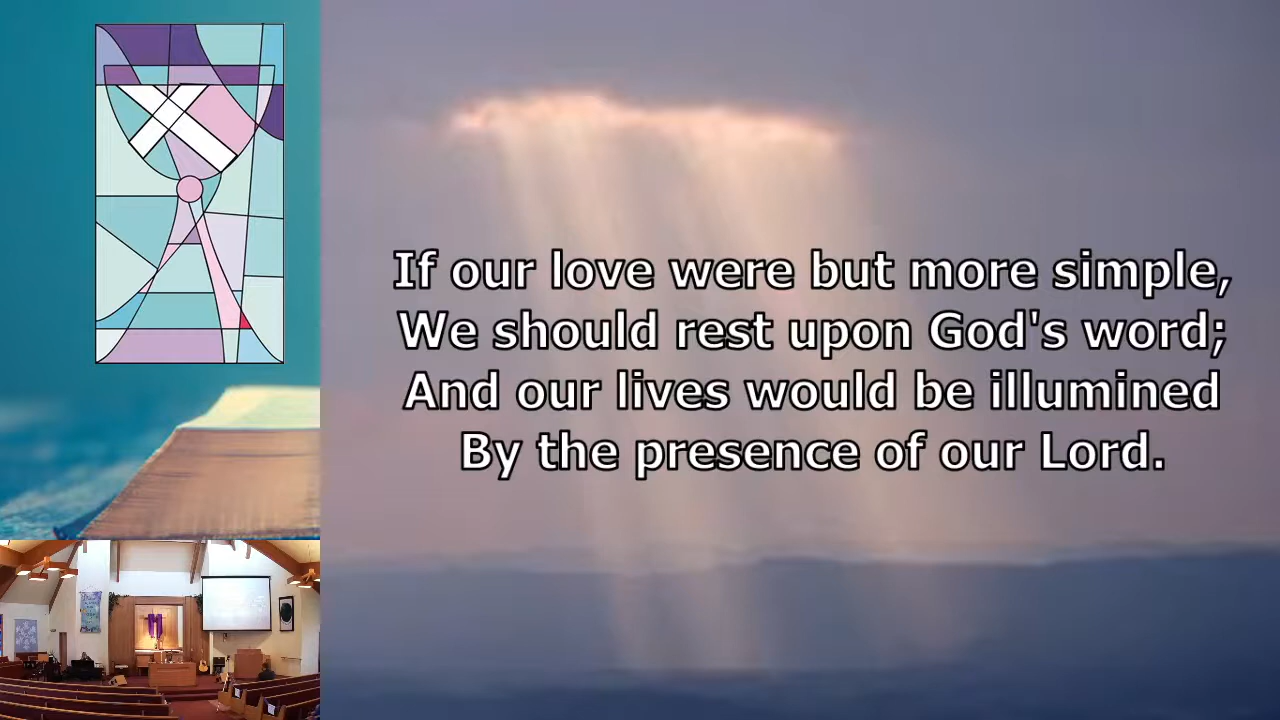 If our love were but more simple,
We should rest upon God's word;
And our lives would be illumined
By the presence of our Lord.